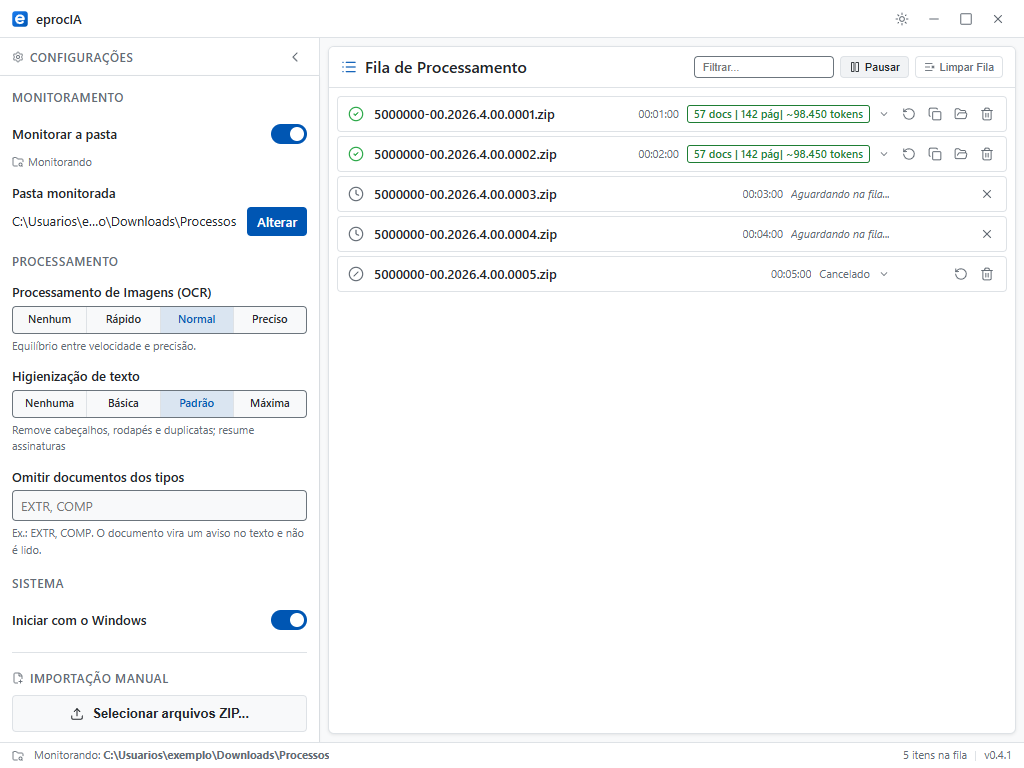 eprocIA
CONFIGURAÇÕES
MONITORAMENTO
Monitorar a pasta
Monitorando
Pasta monitorada
C:\Usuarios\e...o\Downloads\Processos
Alterar
PROCESSAMENTO
Processamento de Imagens (OCR)
Nenhum Rápido Normal Preciso
Equilíbrio entre velocidade e precisão.
Higienização de texto
Nenhuma Básica Padrão Máxima
Remove cabeçalhos, rodapés e duplicatas; resume
assinaturas
Omitir documentos dos tipos
EXTR, COMP
Ex.: EXTR, COMP. O documento vira um aviso no texto e não
é lido.
SISTEMA
Iniciar com o Windows
IMPORTAÇÃO MANUAL
Selecionar arquivos ZIP...
Fila de Processamento
Filtrar...
Pausar
Limpar Fila
5000000-00.2026.4.00.0001.zip 00:01:00 57 docs | 142 pág| ~98.450 tokens
5000000-00.2026.4.00.0002.zip 00:02:00 57 docs | 142 pág| ~98.450 tokens
5000000-00.2026.4.00.0003.zip 00:03:00 Aguardando na fila...
5000000-00.2026.4.00.0004.zip 00:04:00 Aguardando na fila...
5000000-00.2026.4.00.0005.zip 00:05:00 Cancelado
Monitorando: C:\Usuarios\exemplo\Downloads\Processos
5 itens na fila | v0.4.1